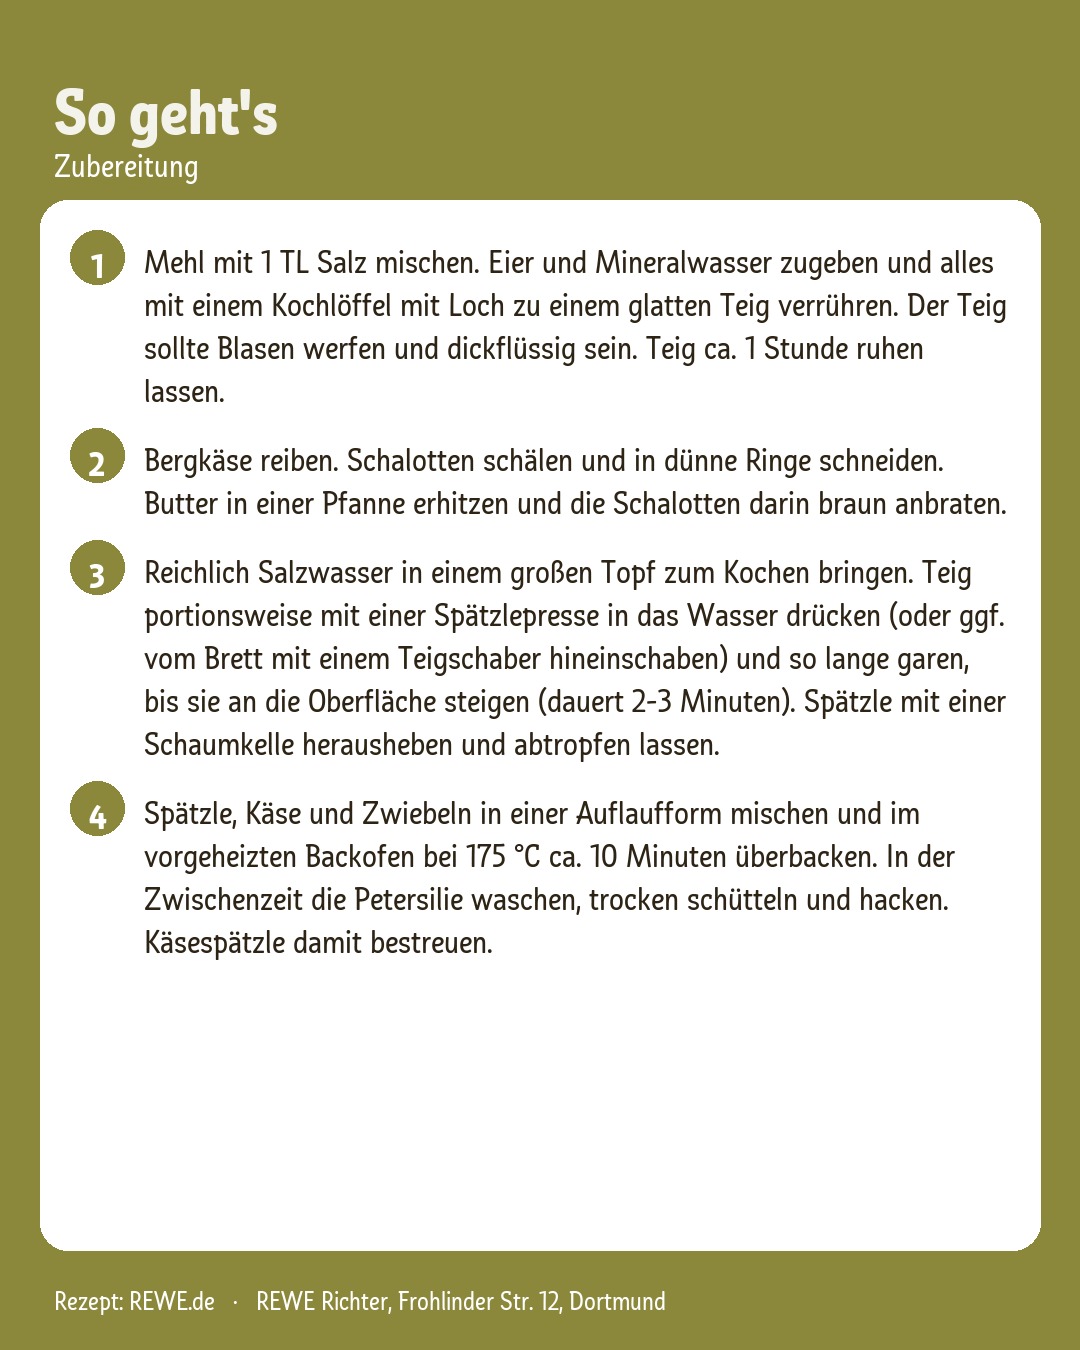 So geht's
Zubereitung
1
Mehl mit 1 TL Salz mischen. Eier und Mineralwasser zugeben und alles
mit einem Kochlöffel mit Loch zu einem glatten Teig verrühren. Der Teig
sollte Blasen werfen und dickflüssig sein. Teig ca. 1 Stunde ruhen
lassen.
2
Bergkäse reiben. Schalotten schälen und in dünne Ringe schneiden.
Butter in einer Pfanne erhitzen und die Schalotten darin braun anbraten.
3
Reichlich Salzwasser in einem großen Topf zum Kochen bringen. Teig
portionsweise mit einer Spätzlepresse in das Wasser drücken (oder ggf.
vom Brett mit einem Teigschaber hineinschaben) und so lange garen,
bis sie an die Oberfläche steigen (dauert 2-3 Minuten). Spätzle mit einer
Schaumkelle herausheben und abtropfen lassen.
4
Spätzle, Käse und Zwiebeln in einer Auflaufform mischen und im
vorgeheizten Backofen bei 175 °C ca. 10 Minuten überbacken. In der
Zwischenzeit die Petersilie waschen, trocken schütteln und hacken.
Käsespätzle damit bestreuen.
Rezept: REWE.de · REWE Richter, Frohlinder Str. 12, Dortmund